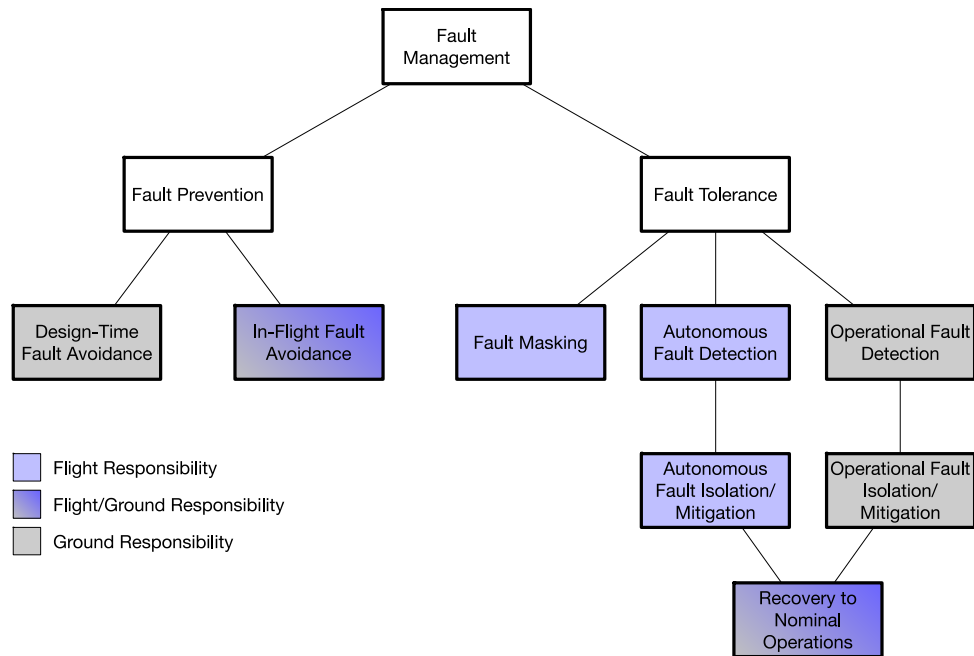 Fault
Management
Fault Prevention
Fault Tolerance
Design-Time
Fault Avoidance
In-Flight Fault
Avoidance
Fault Masking
Autonomous
Fault Detection
Operational Fault
Detection
Flight Responsibility
Flight/Ground Responsibility
Ground Responsibility
Autonomous
Fault Isolation/
Mitigation
Operational Fault
Isolation/
Mitigation
Recovery to
Nominal
Operations